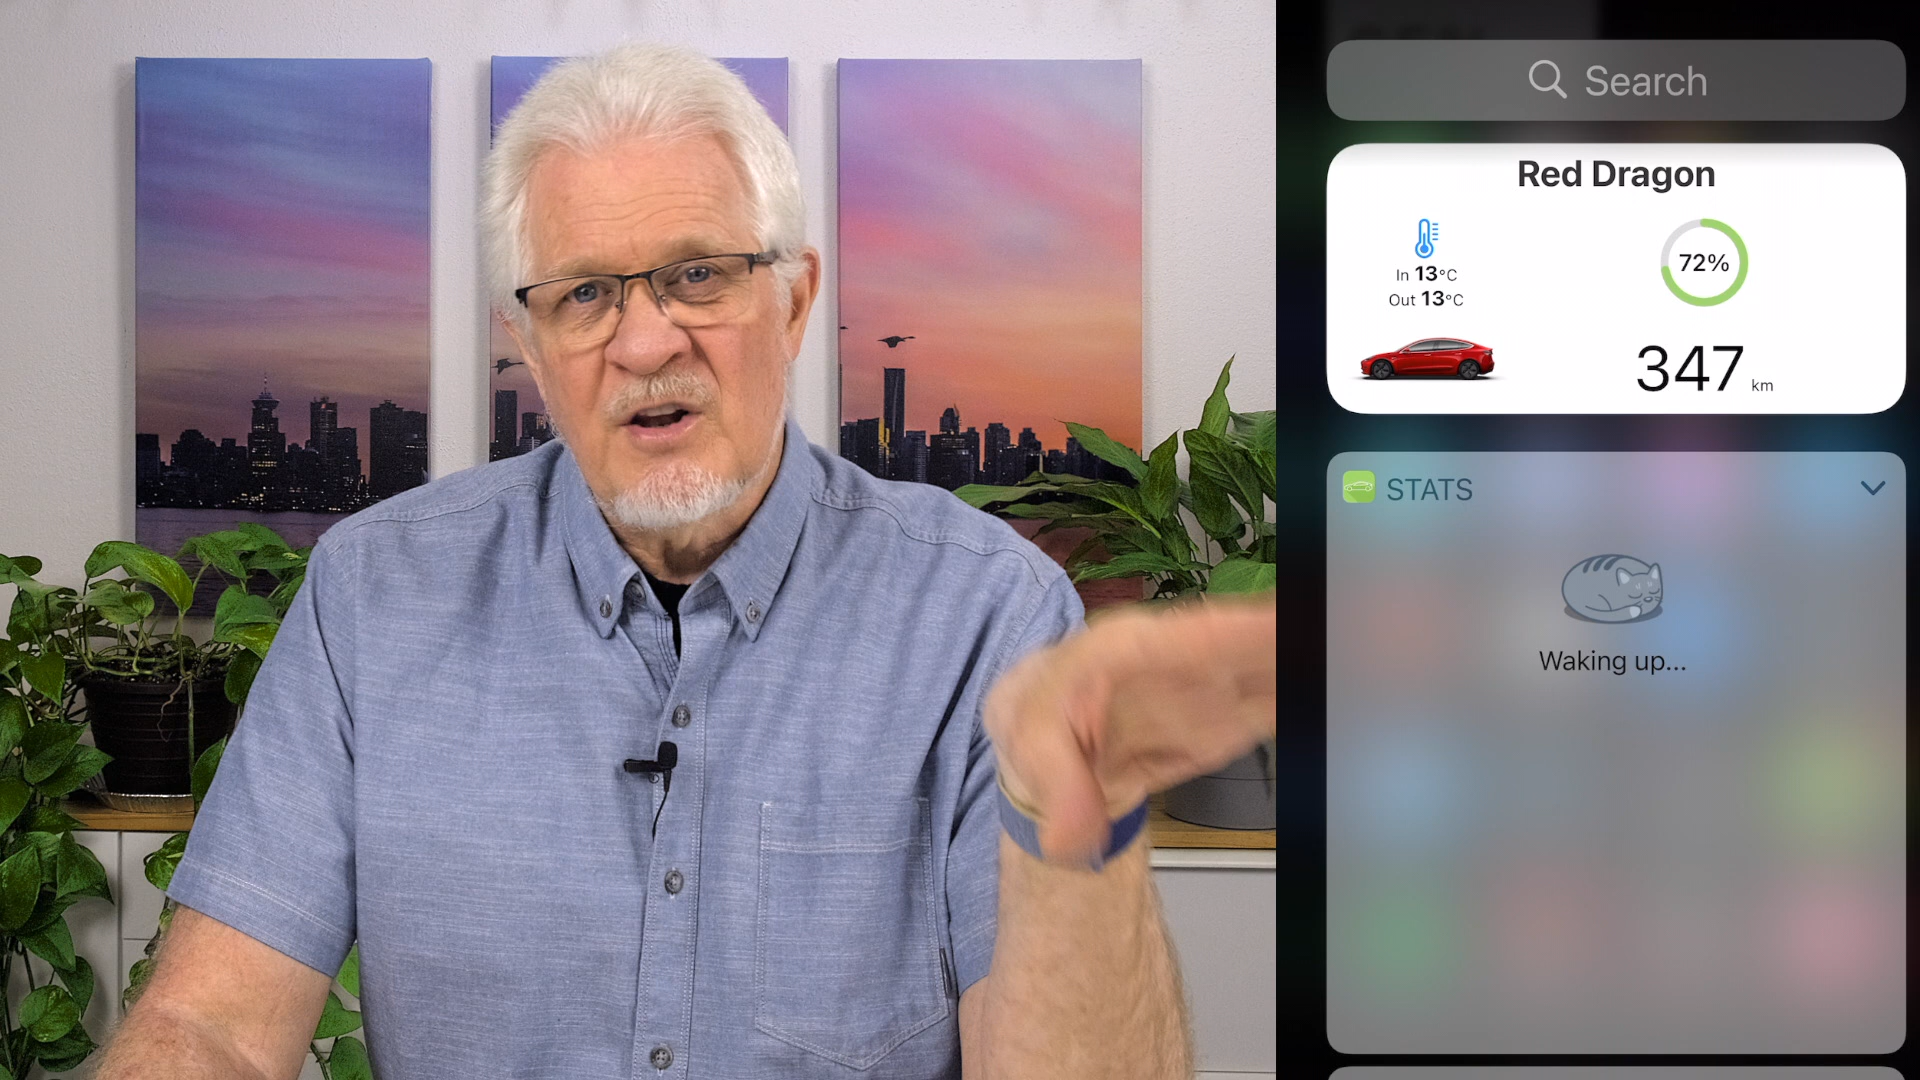 Search
Red Dragon
In 13°C
Out 13°C
72%
347 km
STATS
Waking up...